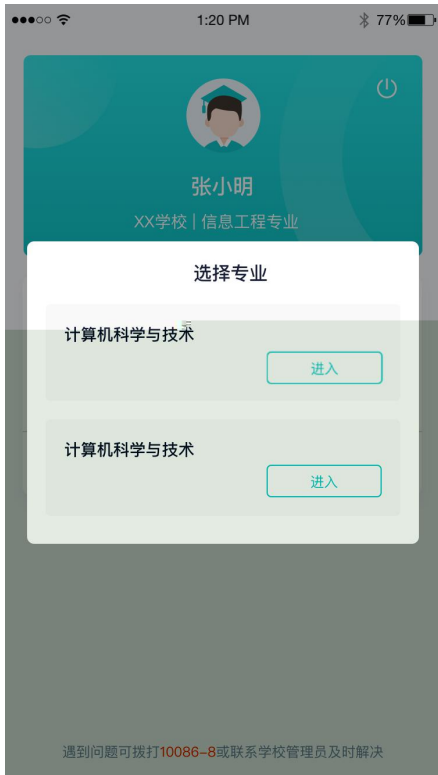 1:20 PM
77%
张小明
XX学校 | 信息工程专业
选择专业
计算机科学与技术
进入
计算机科学与技术
进入
遇到问题可拨打10086-8或联系学校管理员及时解决